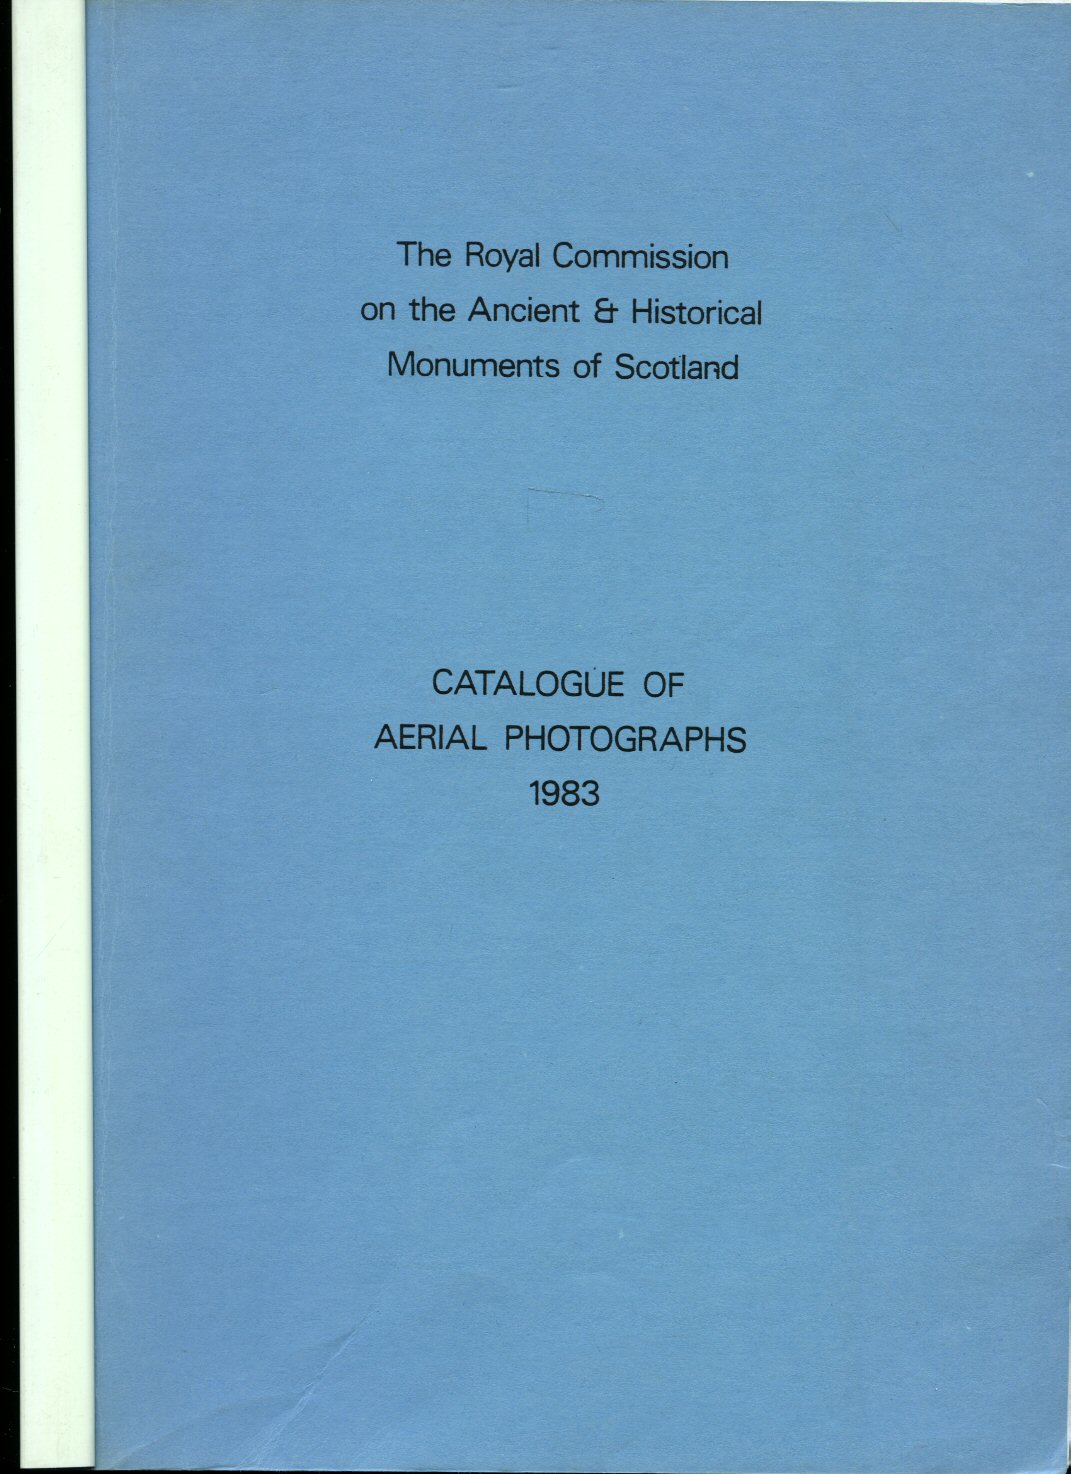 The Royal Commission
on the Ancient & Historical
Monuments of Scotland
CATALOGUE OF
AERIAL PHOTOGRAPHS
1983